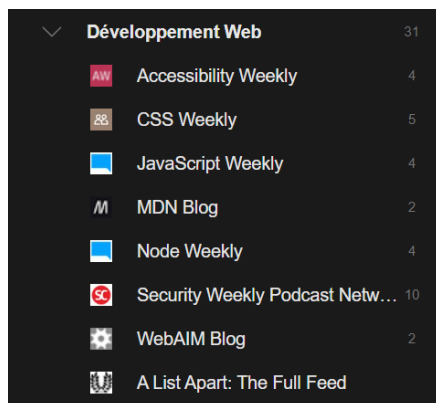 Développement Web 31
AW Accessibility Weekly 4
CSS Weekly 5
JavaScript Weekly 4
MDN Blog 2
Node Weekly 4
SC Security Weekly Podcast Netw... 10
WebAIM Blog 2
A List Apart: The Full Feed